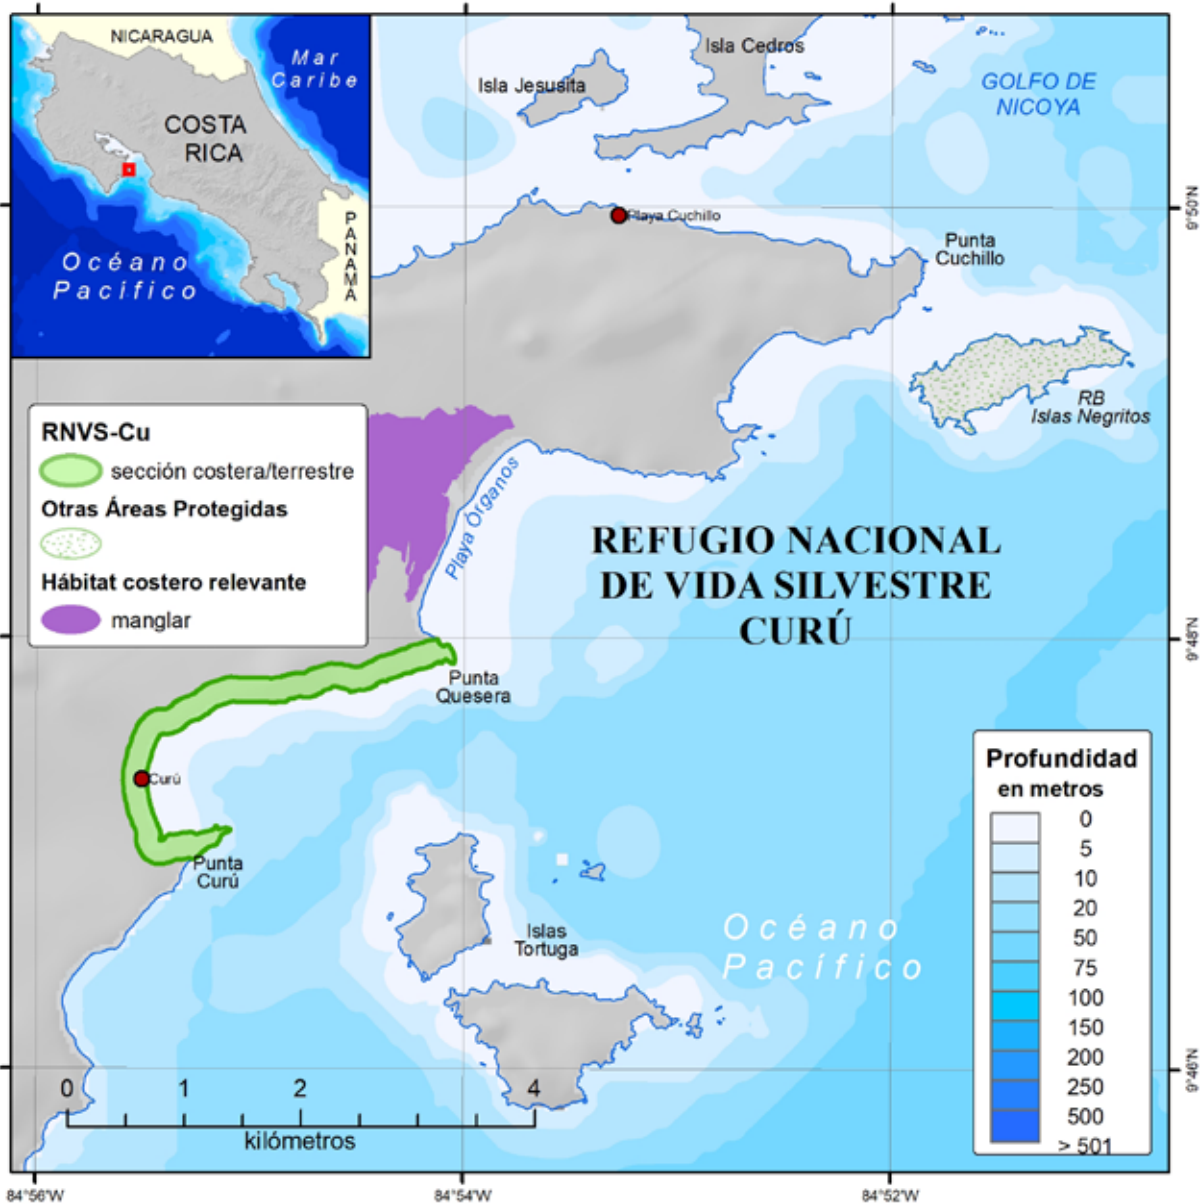 NICARAGUA
Mar
Caribe
COSTA
RICA
PANAMÁ
Océano
Pacífico
Isla Cedros
Isla Jesusita
GOLFO DE
NICOYA
Playa Cuchillo
Punta
Cuchillo
RB
Islas Negritos
RNVS-Cu
sección costera/terrestre
Otras Áreas Protegidas
Hábitat costero relevante
manglar
Playa Órganos
REFUGIO NACIONAL
DE VIDA SILVESTRE
CURÚ
Punta
Quesera
Curú
Punta
Curú
Islas
Tortuga
Océano
Pacífico
Profundidad
en metros
0
5
10
20
50
75
100
150
200
250
500
> 501
0 1 2 4
kilómetros
9°50'N
9°48'N
9°46'N
84°56'W 84°54'W 84°52'W